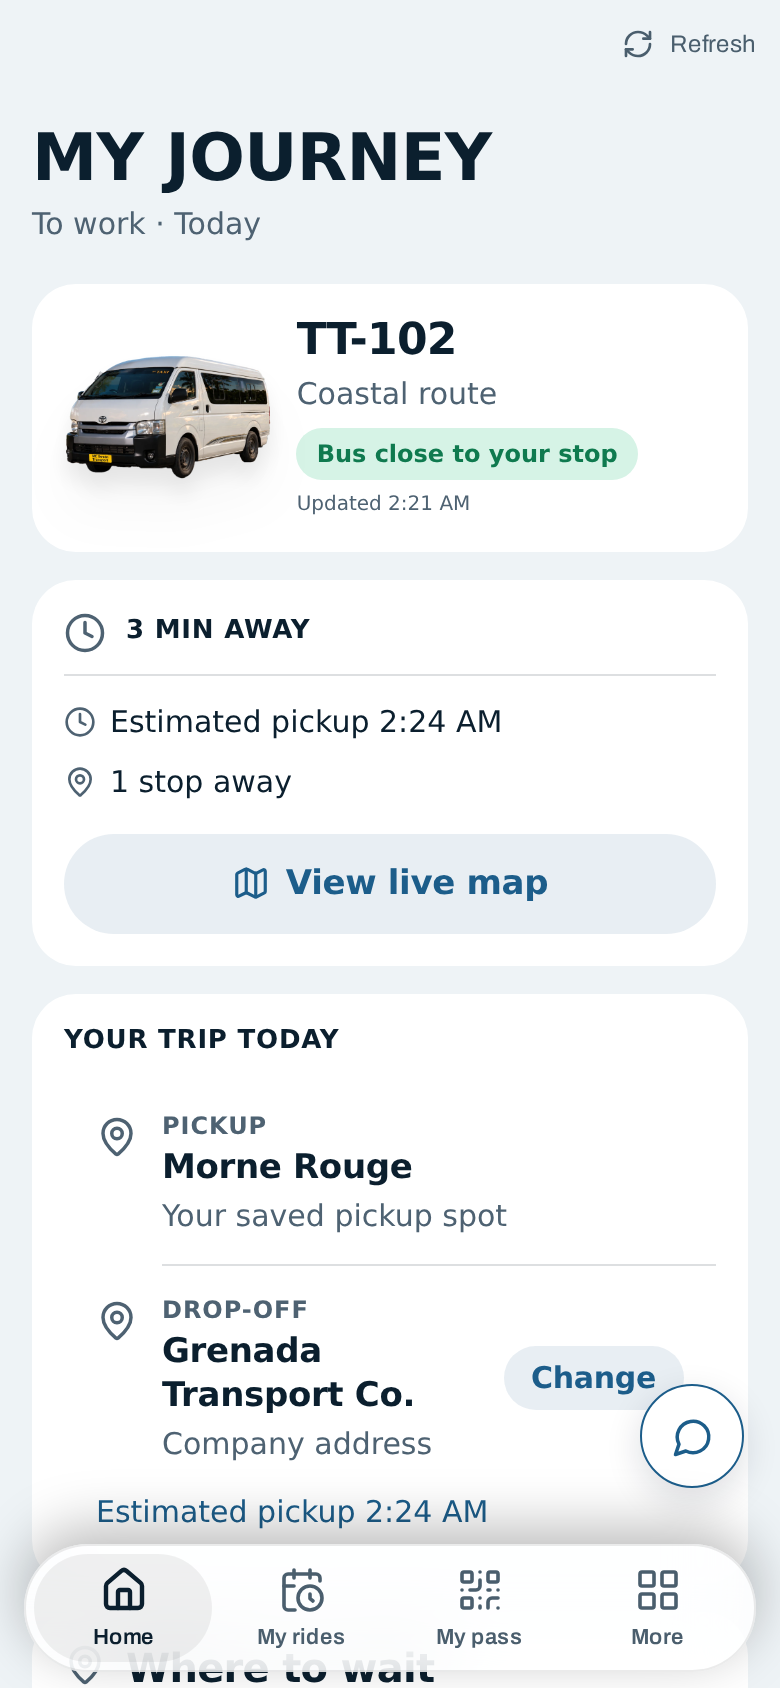 Refresh
MY JOURNEY
To work · Today
TT-102
Coastal route
Bus close to your stop
Updated 2:21 AM
3 MIN AWAY
Estimated pickup 2:24 AM
1 stop away
View live map
YOUR TRIP TODAY
PICKUP
Morne Rouge
Your saved pickup spot
DROP-OFF
Grenada
Transport Co.
Change
Company address
Estimated pickup 2:24 AM
Home
My rides
My pass
More
Where to wait